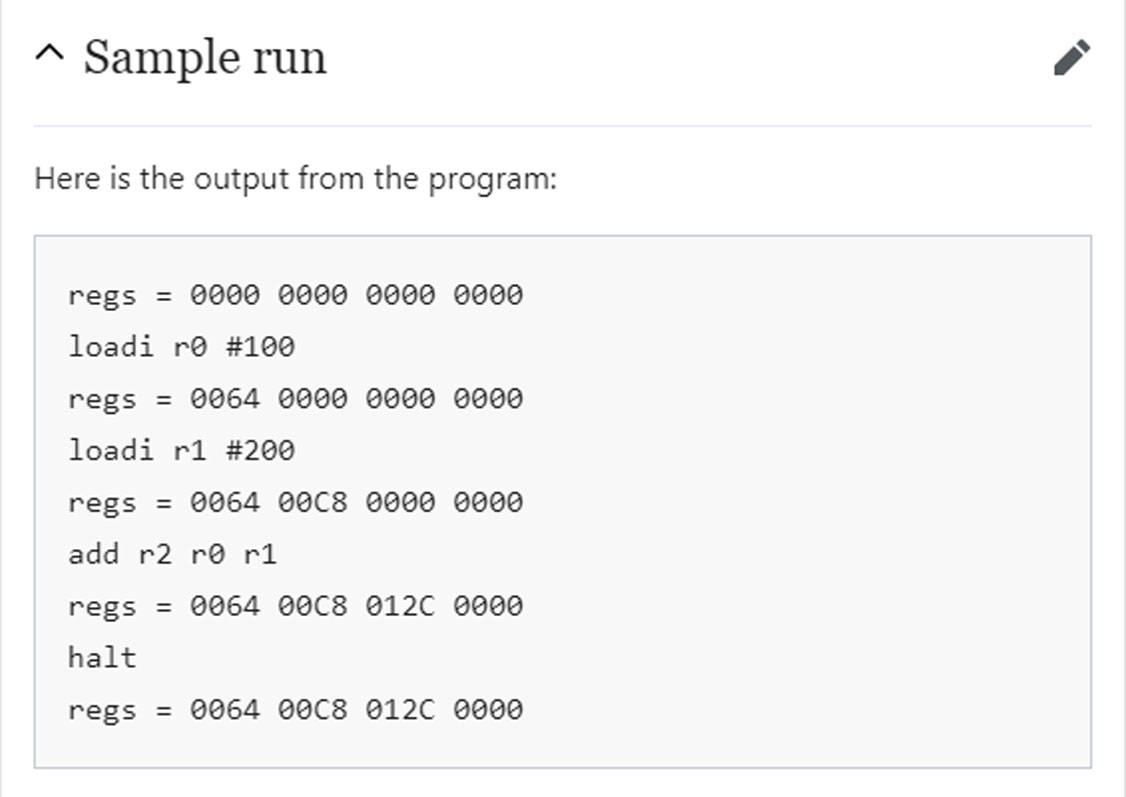 Sample run
Here is the output from the program:
regs = 0000 0000 0000 0000
loadi r0 #100
regs = 0064 0000 0000 0000
loadi r1 #200
regs = 0064 00C8 0000 0000
add r2 r0 r1
regs = 0064 00C8 012C 0000
halt
regs = 0064 00C8 012C 0000